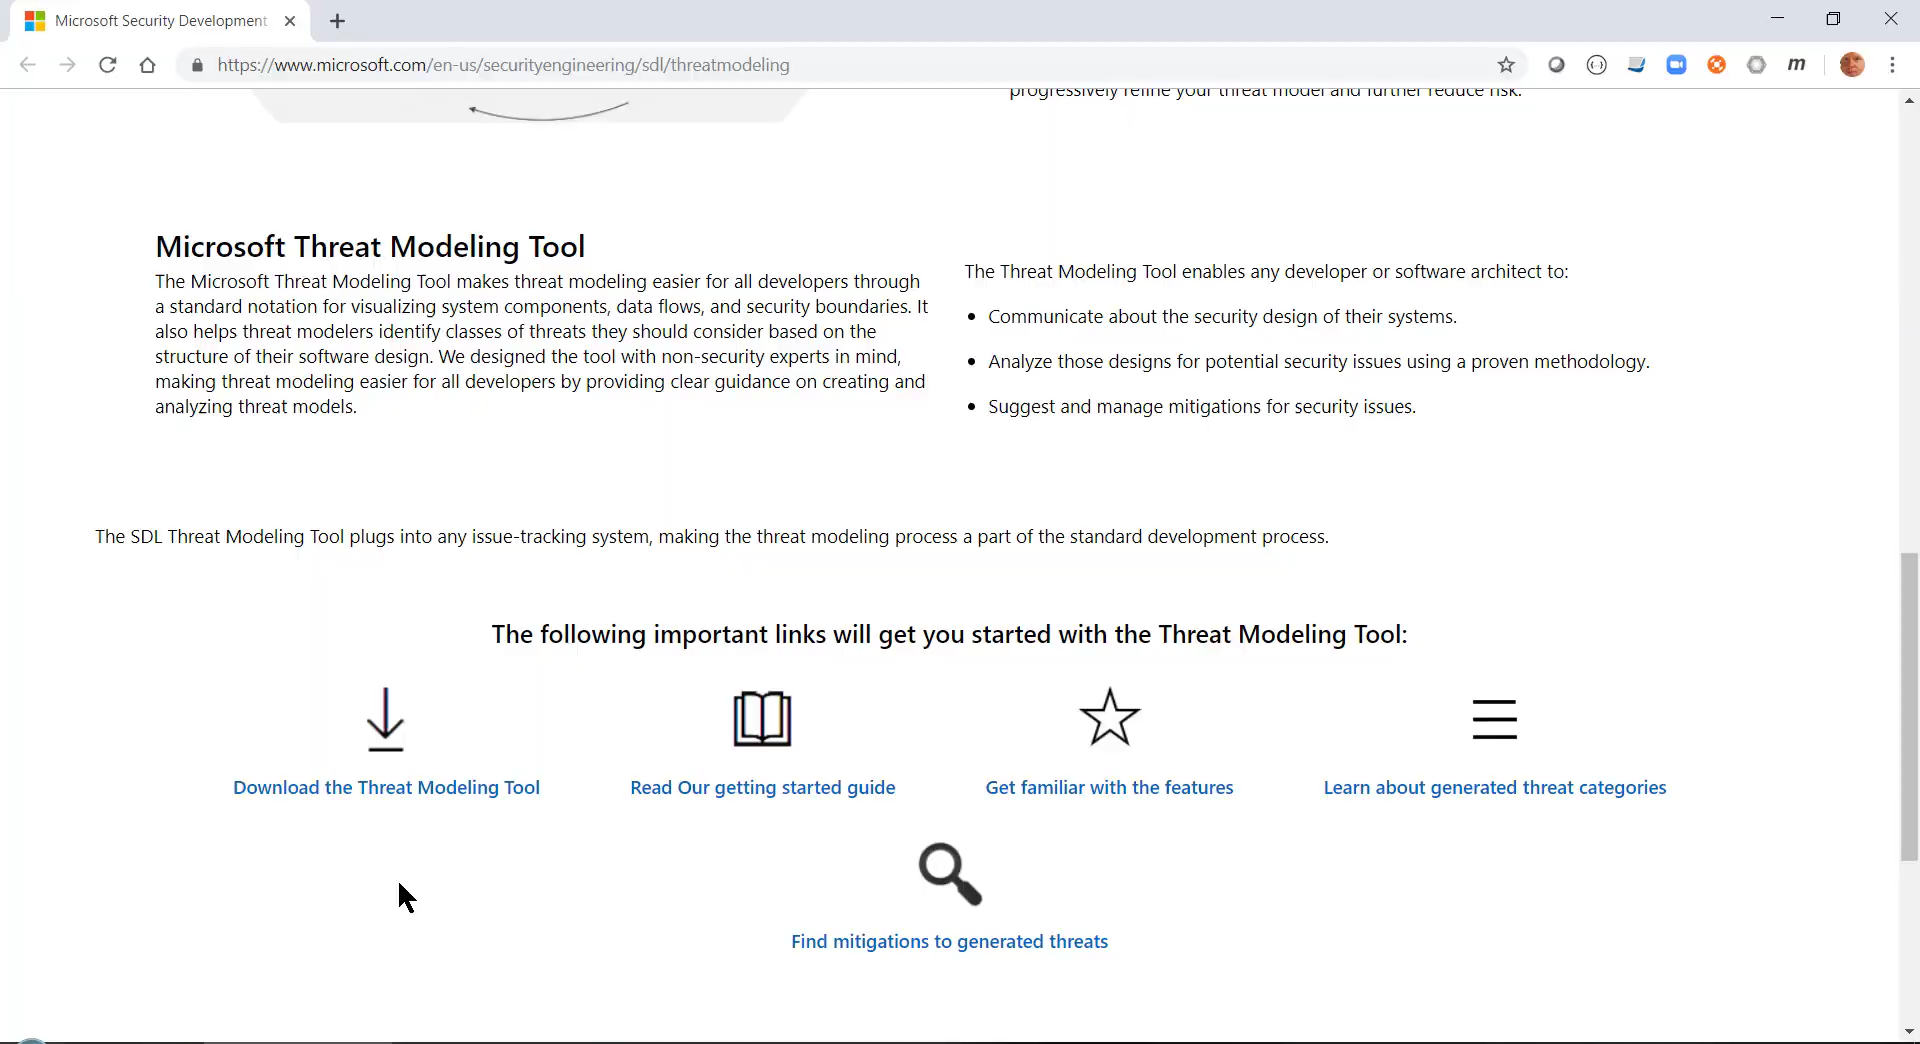 Microsoft Security Development
https://www.microsoft.com/en-us/securityengineering/sdl/threatmodeling
m
progressively refine your threat model and further reduce risk.
Microsoft Threat Modeling Tool
The Microsoft Threat Modeling Tool makes threat modeling easier for all developers through
a standard notation for visualizing system components, data flows, and security boundaries. It
also helps threat modelers identify classes of threats they should consider based on the
structure of their software design. We designed the tool with non-security experts in mind,
making threat modeling easier for all developers by providing clear guidance on creating and
analyzing threat models.
The Threat Modeling Tool enables any developer or software architect to:
• Communicate about the security design of their systems.
• Analyze those designs for potential security issues using a proven methodology.
• Suggest and manage mitigations for security issues.
The SDL Threat Modeling Tool plugs into any issue-tracking system, making the threat modeling process a part of the standard development process.
The following important links will get you started with the Threat Modeling Tool:
Download the Threat Modeling Tool
Read Our getting started guide
Get familiar with the features
Learn about generated threat categories
Find mitigations to generated threats